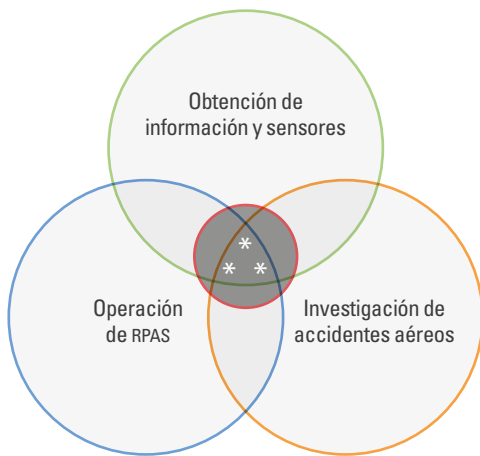 Obtención de
información y sensores
*
* *
Operación
de RPAS
Investigación de
accidentes aéreos